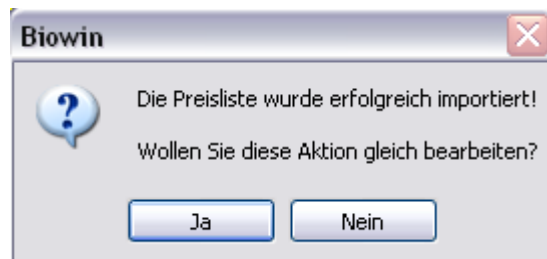 Biowin
Die Preisliste wurde erfolgreich importiert!
Wollen Sie diese Aktion gleich bearbeiten?
Ja
Nein